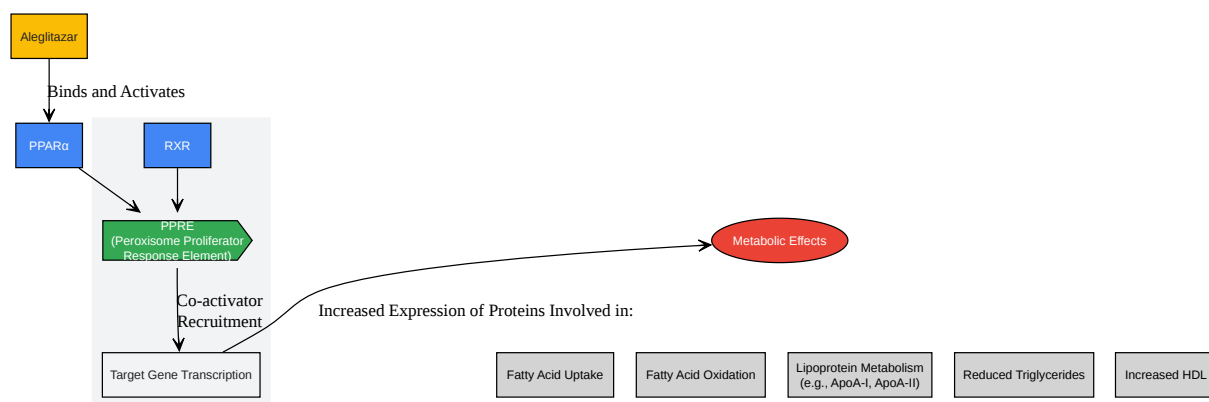 Aleglitazar
Binds and Activates
PPARα
RXR
PPRE
(Peroxisome Proliferator
Response Element)
Metabolic Effects
Co-activator
Recruitment
Increased Expression of Proteins Involved in:
Target Gene Transcription
Fatty Acid Uptake
Fatty Acid Oxidation
Lipoprotein Metabolism
(e.g., ApoA-I, ApoA-II)
Reduced Triglycerides
Increased HDL